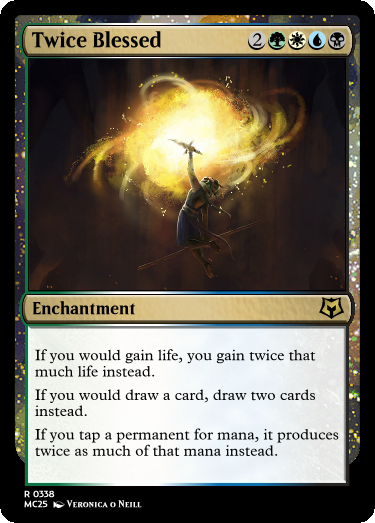 Twice Blessed 2
Enchantment
If you would gain life, you gain twice that
much life instead.
If you would draw a card, draw two cards
instead.
If you tap a permanent for mana, it produces
twice as much of that mana instead.
R 0338
MC25 Veronica o Neill